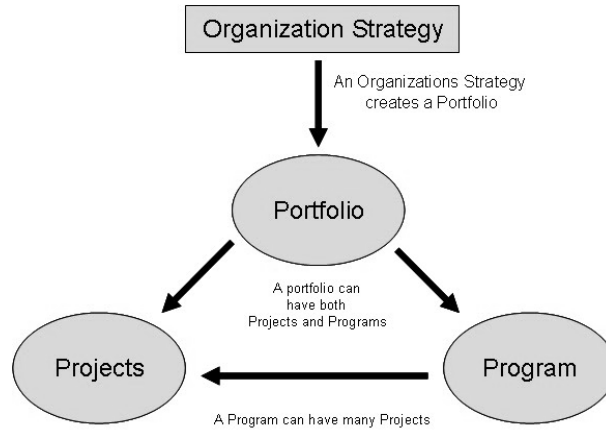 Organization Strategy
An Organizations Strategy
creates a Portfolio
Portfolio
A portfolio can
have both
Projects and Programs
Projects
Program
A Program can have many Projects